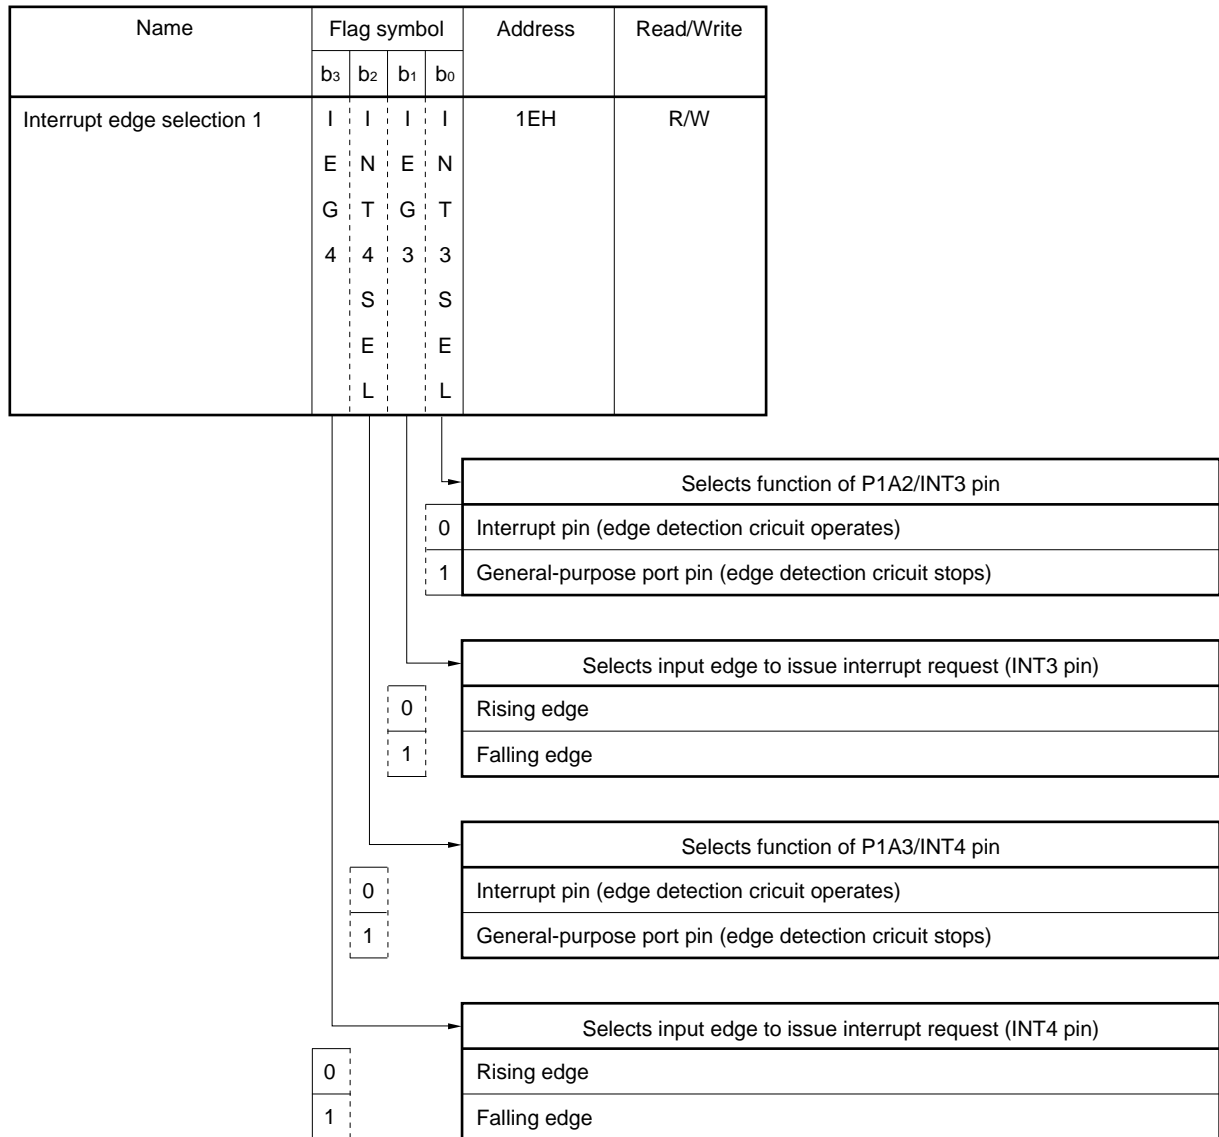 Name Flag symbol Address Read/Write
b3 b2 b1 b0
Interrupt edge selection 1 I I I I 1EH R/W
E N E N
G T G T
4 4 3 3
S S
E E
L L
Selects function of P1A2/INT3 pin
0 Interrupt pin (edge detection cricuit operates)
1 General-purpose port pin (edge detection cricuit stops)
Selects input edge to issue interrupt request (INT3 pin)
0 Rising edge
1 Falling edge
Selects function of P1A3/INT4 pin
0 Interrupt pin (edge detection cricuit operates)
1 General-purpose port pin (edge detection cricuit stops)
Selects input edge to issue interrupt request (INT4 pin)
0 Rising edge
1 Falling edge